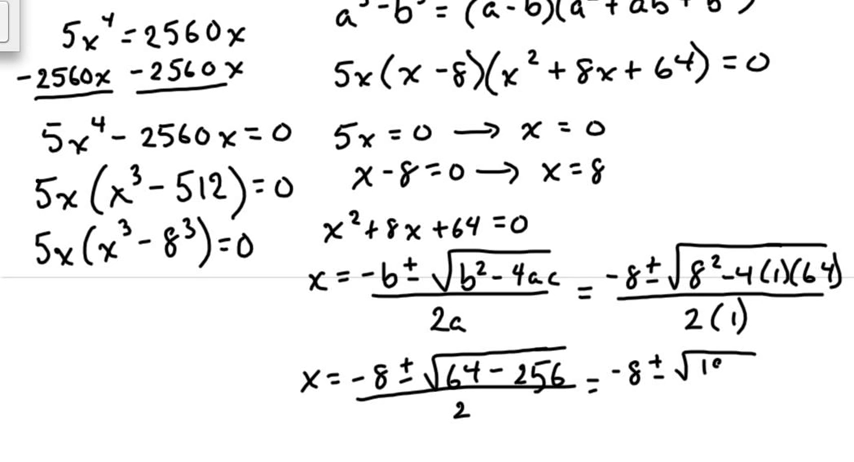 5x⁴ = 2560x
-2560x -2560x
5x⁴ - 2560x = 0
5x(x³ - 512) = 0
5x(x³ - 8³) = 0
a³ - b³ = (a - b)(a² + ab + b²)
5x(x - 8)(x² + 8x + 64) = 0
5x = 0 → x = 0
x - 8 = 0 → x = 8
x² + 8x + 64 = 0
x = (-b ± √(b² - 4ac))/(2a) = (-8 ± √(8² - 4(1)(64)))/(2(1))
x = (-8 ± √(64 - 256))/2 = -8 ± √1